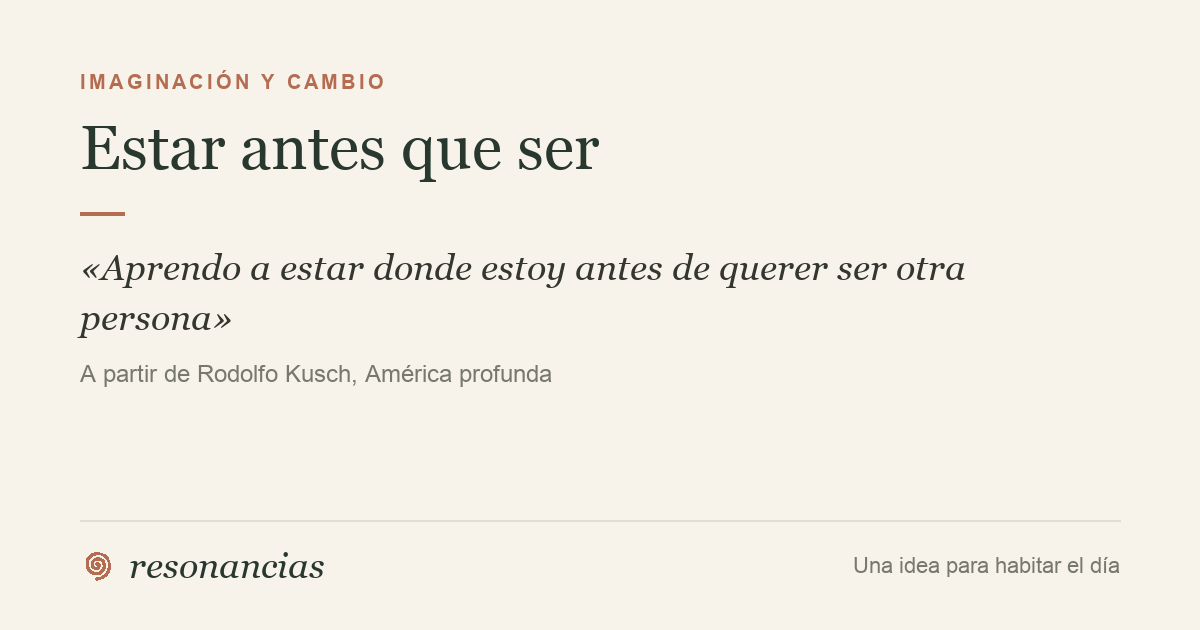 IMAGINACIÓN Y CAMBIO
Estar antes que ser
«Aprendo a estar donde estoy antes de querer ser otra
persona»
A partir de Rodolfo Kusch, América profunda
resonancias
Una idea para habitar el día